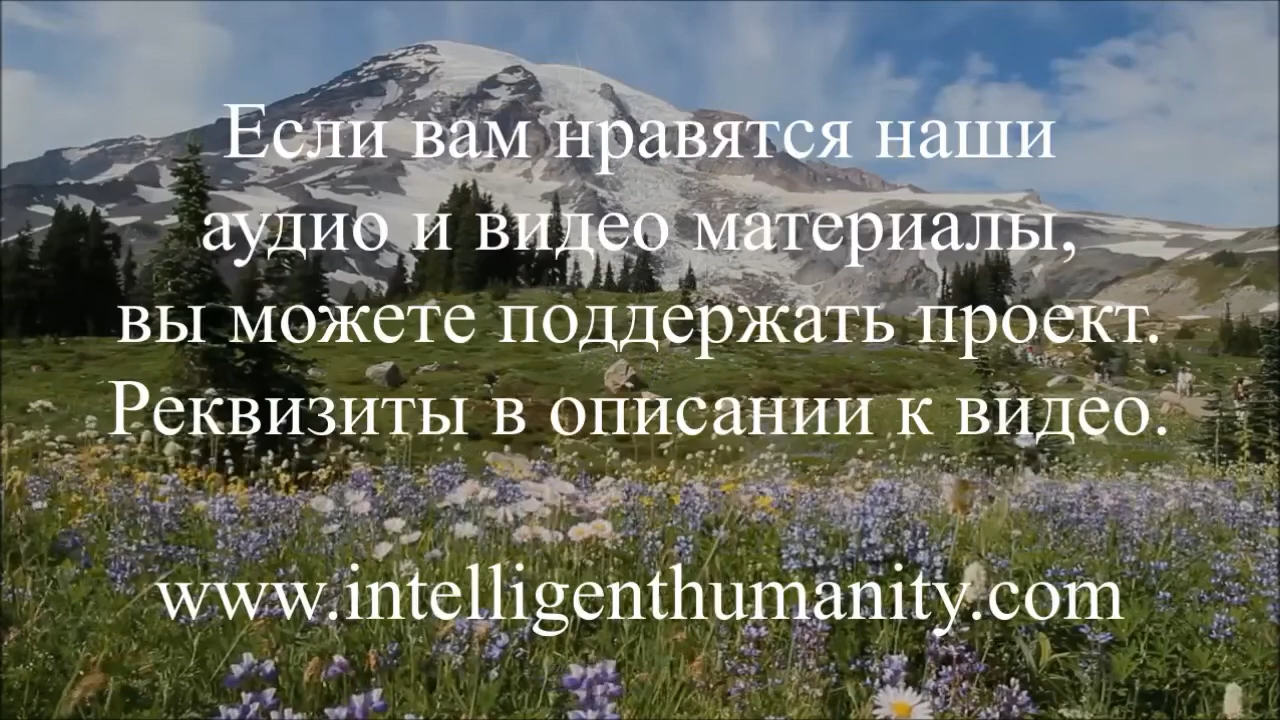 Если вам нравятся наши
аудио и видео материалы,
вы можете поддержать проект.
Реквизиты в описании к видео.
www.intelligenthumanity.com